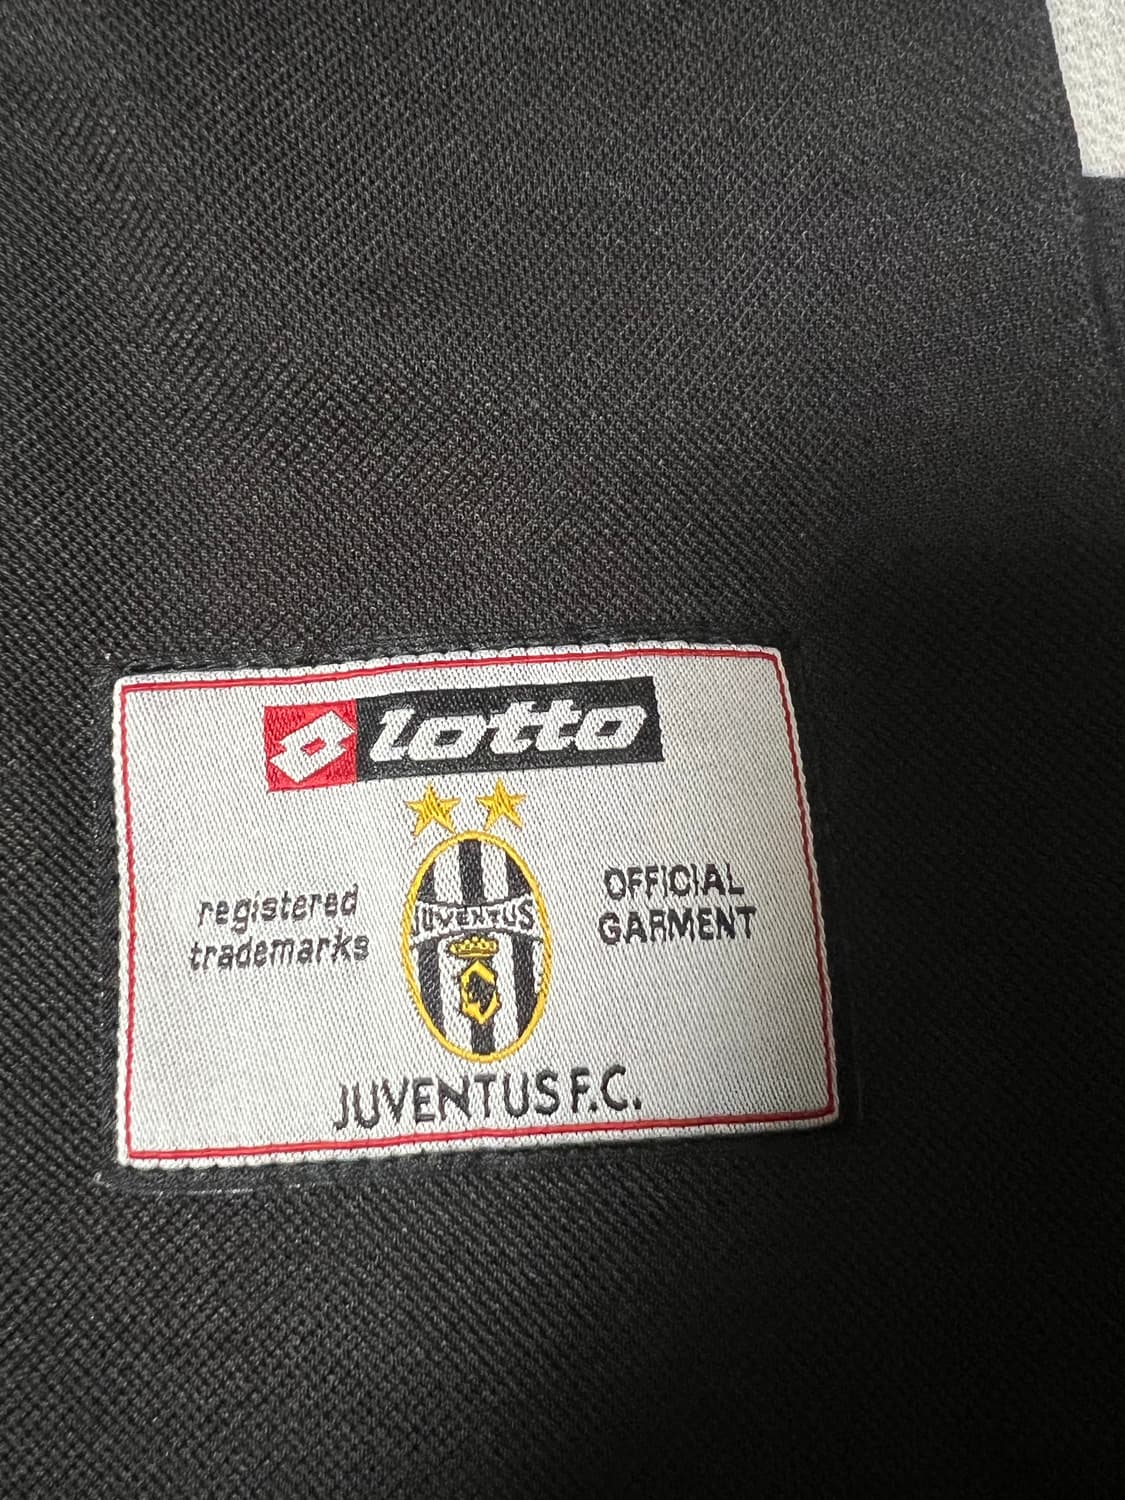 lotto
registered
trademarks
JUVENTUS
OFFICIAL
GARMENT
JUVENTUS F.C.